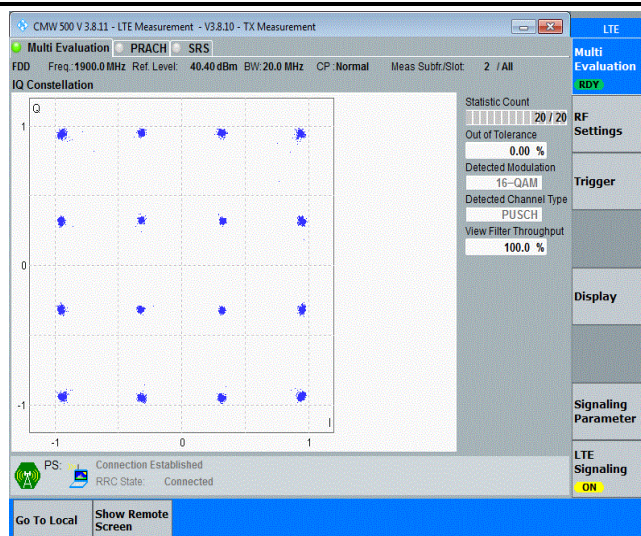 CMW 500 V 3.8.11 - LTE Measurement - V3.8.10 - TX Measurement
LTE
Multi Evaluation PRACH SRS
Multi
Evaluation
RDY
FDD Freq.:1900.0 MHz Ref. Level: 40.40 dBm BW:20.0 MHz CP :Normal Meas Subfr./Slot: 2 / All
IQ Constellation
Q
1
0
-1
-1
0
1
I
Statistic Count
20 / 20
Out of Tolerance
0.00 %
Detected Modulation
16-QAM
Detected Channel Type
PUSCH
View Filter Throughput
100.0 %
RF
Settings
Trigger
Display
Signaling
Parameter
LTE
Signaling
ON
PS: Connection Established
RRC State: Connected
Go To Local
Show Remote
Screen